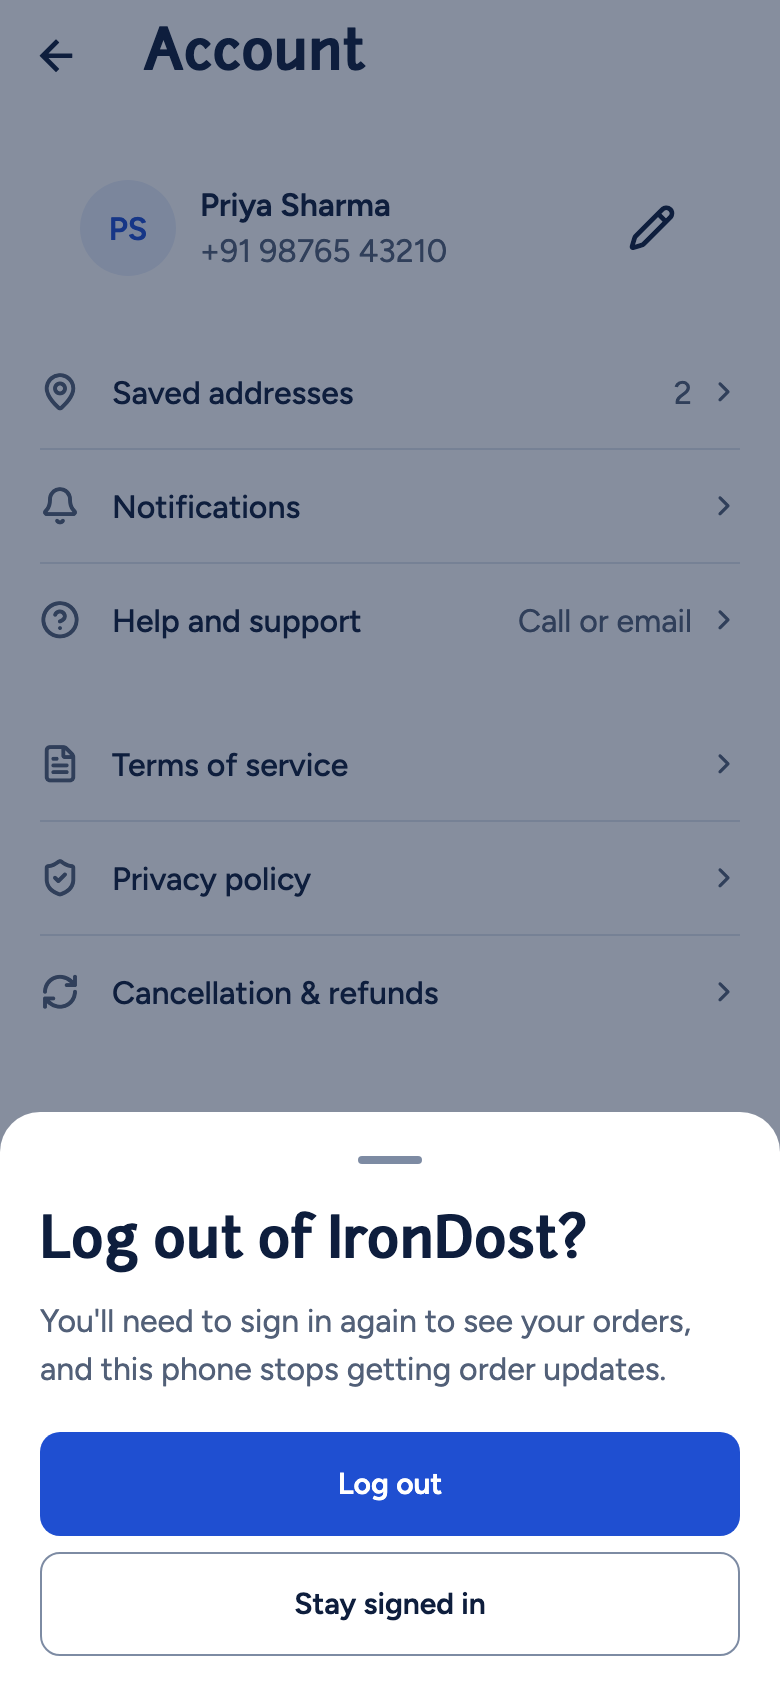 Account
PS
Priya Sharma
+91 98765 43210
Saved addresses 2
Notifications
Help and support Call or email
Terms of service
Privacy policy
Cancellation & refunds
Log out of IronDost?
You'll need to sign in again to see your orders,
and this phone stops getting order updates.
Log out
Stay signed in